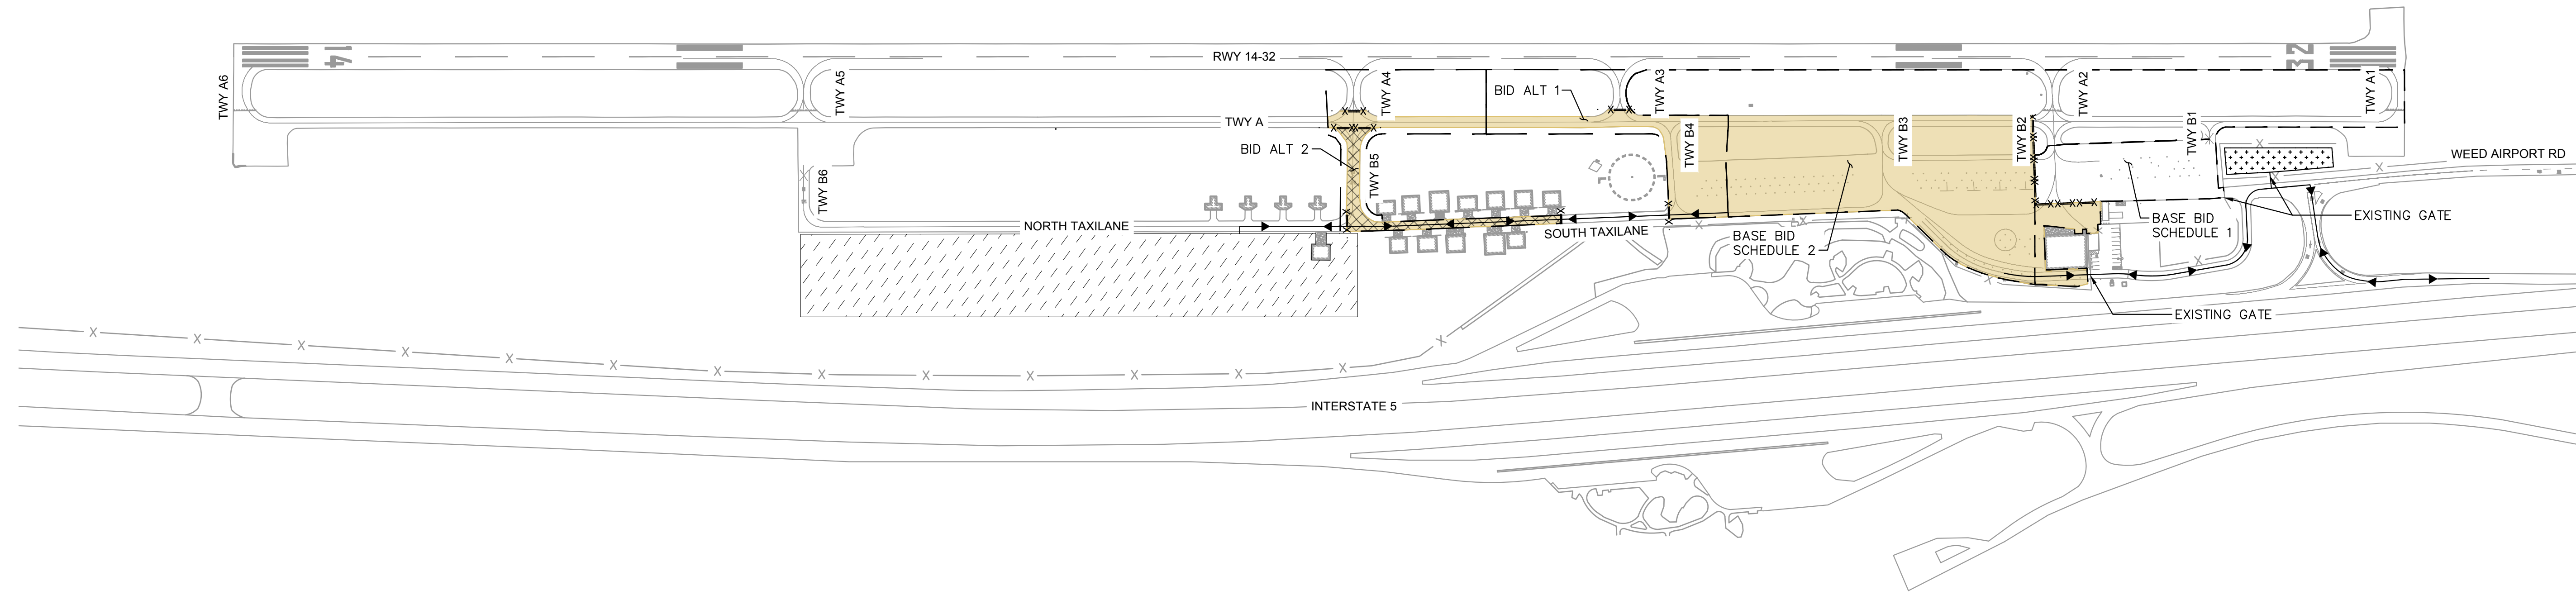 RWY 14-32
14
32
TWY A6
TWY A5
TWY A4
TWY A3
TWY A2
TWY A1
BID ALT 1
TWY A
BID ALT 2
TWY B6
TWY B5
TWY B4
TWY B3
TWY B2
TWY B1
WEED AIRPORT RD
EXISTING GATE
BASE BID
SCHEDULE 1
NORTH TAXILANE
SOUTH TAXILANE
BASE BID
SCHEDULE 2
EXISTING GATE
INTERSTATE 5